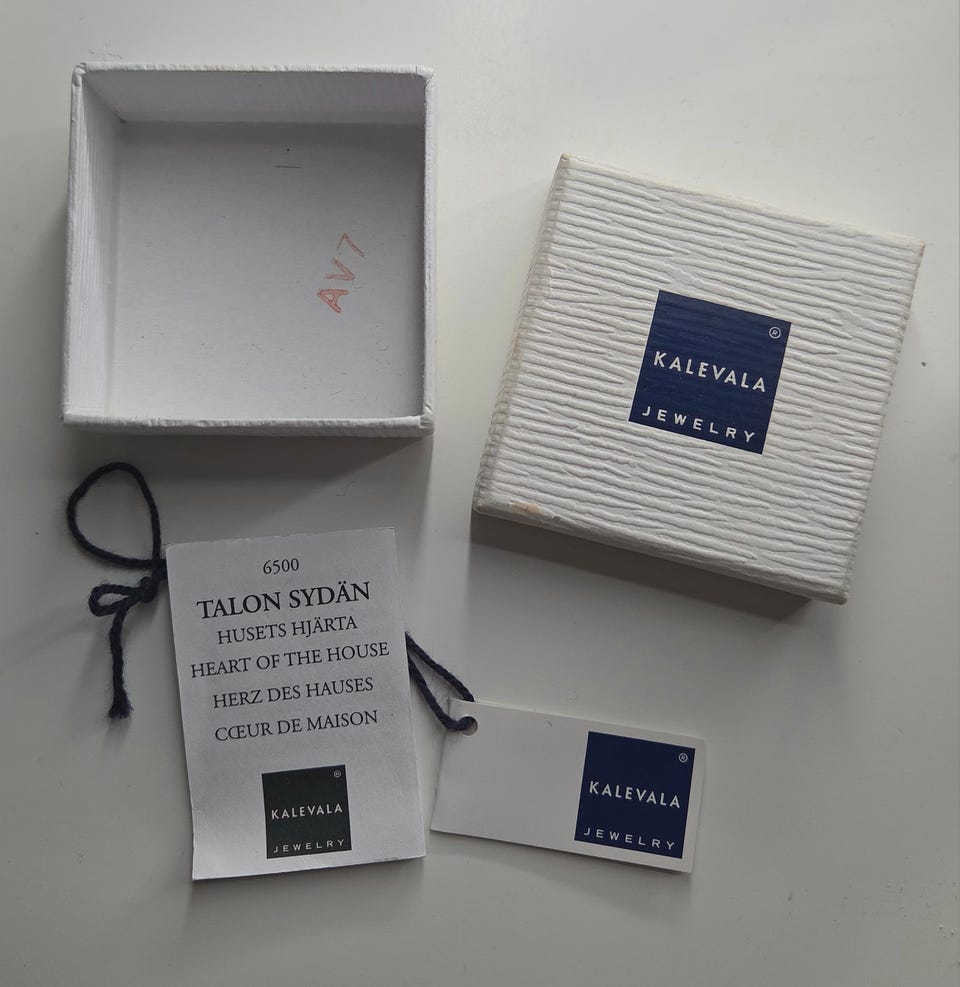 AV7
®
KALEVALA
JEWELRY
6500
TALON SYDÄN
HUSETS HJÄRTA
HEART OF THE HOUSE
HERZ DES HAUSES
CŒUR DE MAISON
®
KALEVALA
JEWELRY
®
KALEVALA
JEWELRY